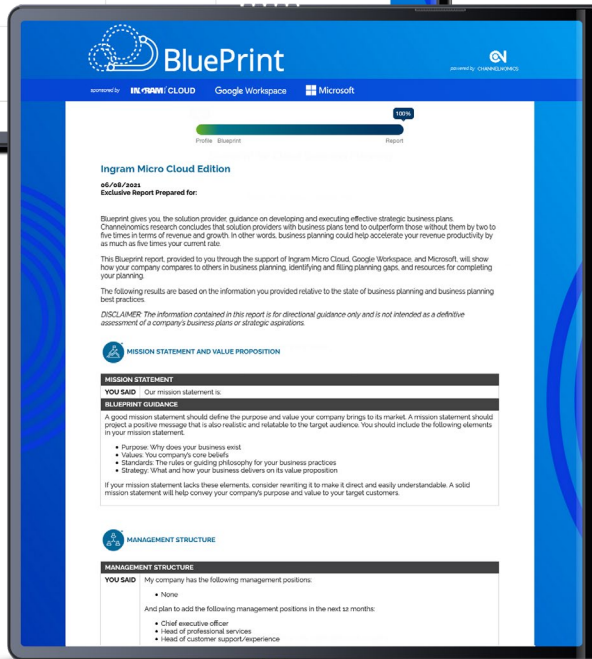 BluePrint
powered by CHANNELNOMICS
sponsored by INGRAM CLOUD Google Workspace Microsoft
100%
Profile Blueprint Report
Ingram Micro Cloud Edition
06/08/2021
Exclusive Report Prepared for:
Blueprint gives you, the solution provider, guidance on developing and executing effective strategic business plans.
Channelnomics research concludes that solution providers with business plans tend to outperform those without them by two to
five times in terms of revenue and growth. In other words, business planning could help accelerate your revenue productivity by
as much as five times your current rate.
This Blueprint report, provided to you through the support of Ingram Micro Cloud, Google Workspace, and Microsoft, will show
how your company compares to others in business planning, identifying and filling planning gaps, and resources for completing
your planning.
The following results are based on the information you provided relative to the state of business planning and business planning
best practices.
DISCLAIMER: The information contained in this report is for directional guidance only and is not intended as a definitive
assessment of a company's business plans or strategic aspirations.
MISSION STATEMENT AND VALUE PROPOSITION
MISSION STATEMENT
YOU SAID Our mission statement is:
BLUEPRINT GUIDANCE
A good mission statement should define the purpose and value your company brings to its market. A mission statement should
project a positive message that is also realistic and relatable to the target audience. You should include the following elements
in your mission statement.
• Purpose: Why does your business exist
• Values: You company's core beliefs
• Standards: The rules or guiding philosophy for your business practices
• Strategy: What and how your business delivers on its value proposition
If your mission statement lacks these elements, consider rewriting it to make it direct and easily understandable. A solid
mission statement will help convey your company's purpose and value to your target customers.
MANAGEMENT STRUCTURE
MANAGEMENT STRUCTURE
YOU SAID My company has the following management positions:
• None
And plan to add the following management positions in the next 12 months:
• Chief executive officer
• Head of professional services
• Head of customer support/experience